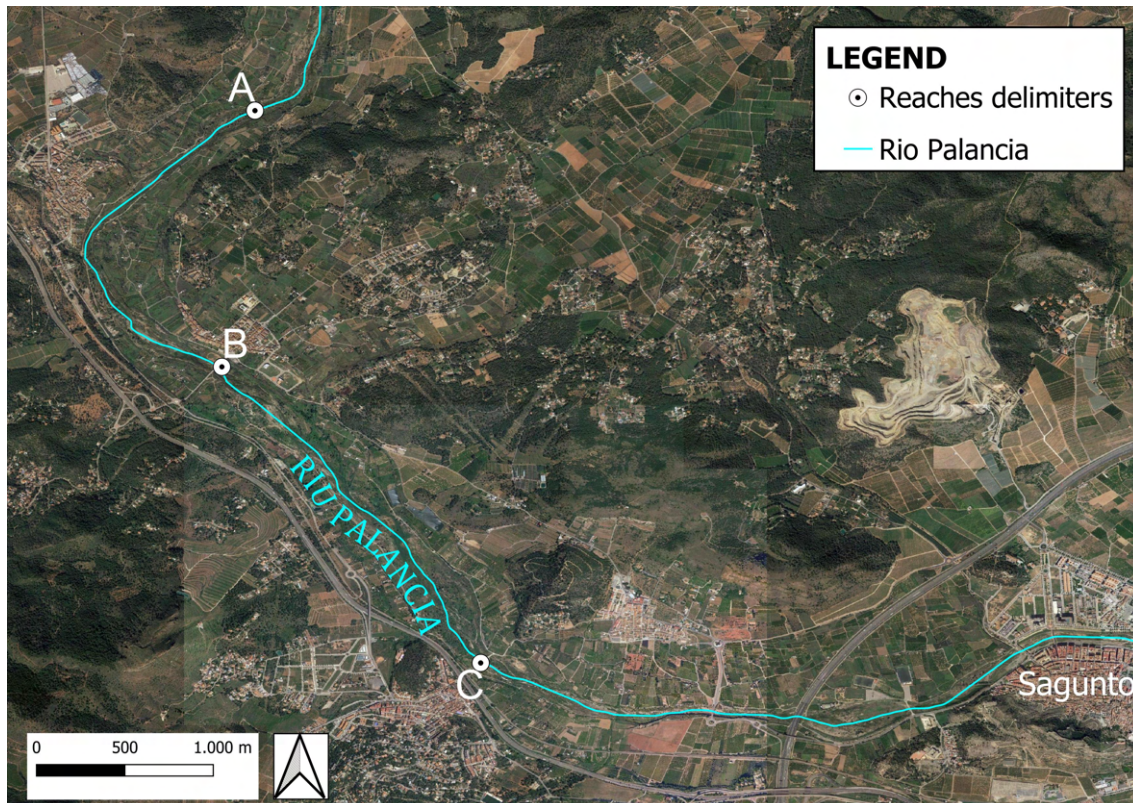 LEGEND
Reaches delimiters
Rio Palancia
A
B
RIU PALANCIA
C
Sagunto
0 500 1.000 m